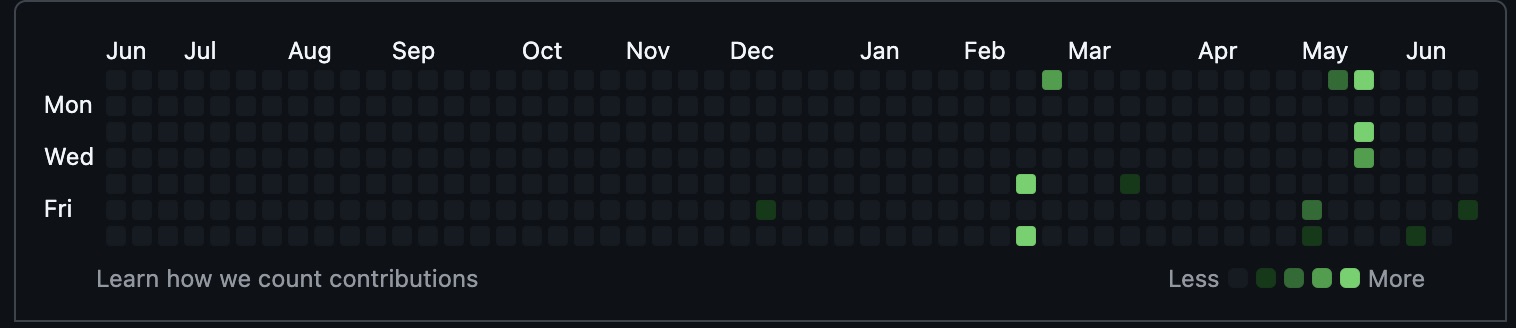 Jun Jul Aug Sep Oct Nov Dec Jan Feb Mar Apr May Jun
Mon
Wed
Fri
Learn how we count contributions Less More